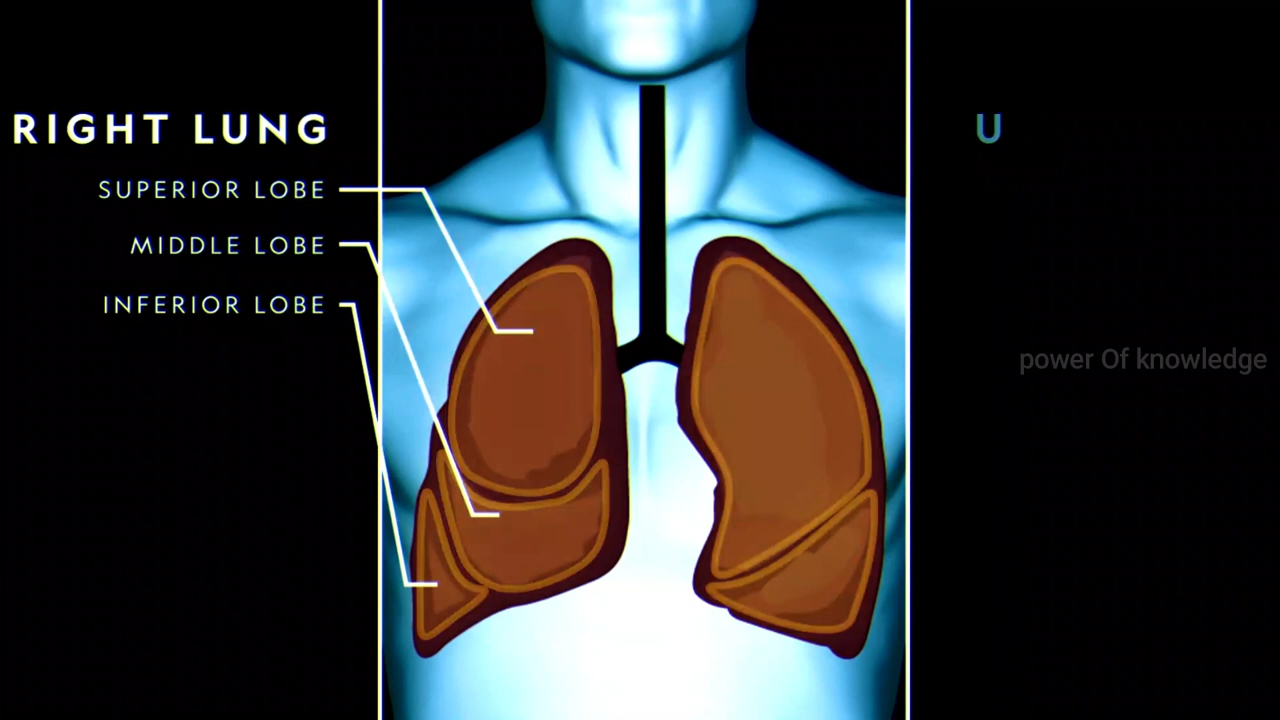 RIGHT LUNG
SUPERIOR LOBE
MIDDLE LOBE
INFERIOR LOBE
U
power Of knowledge